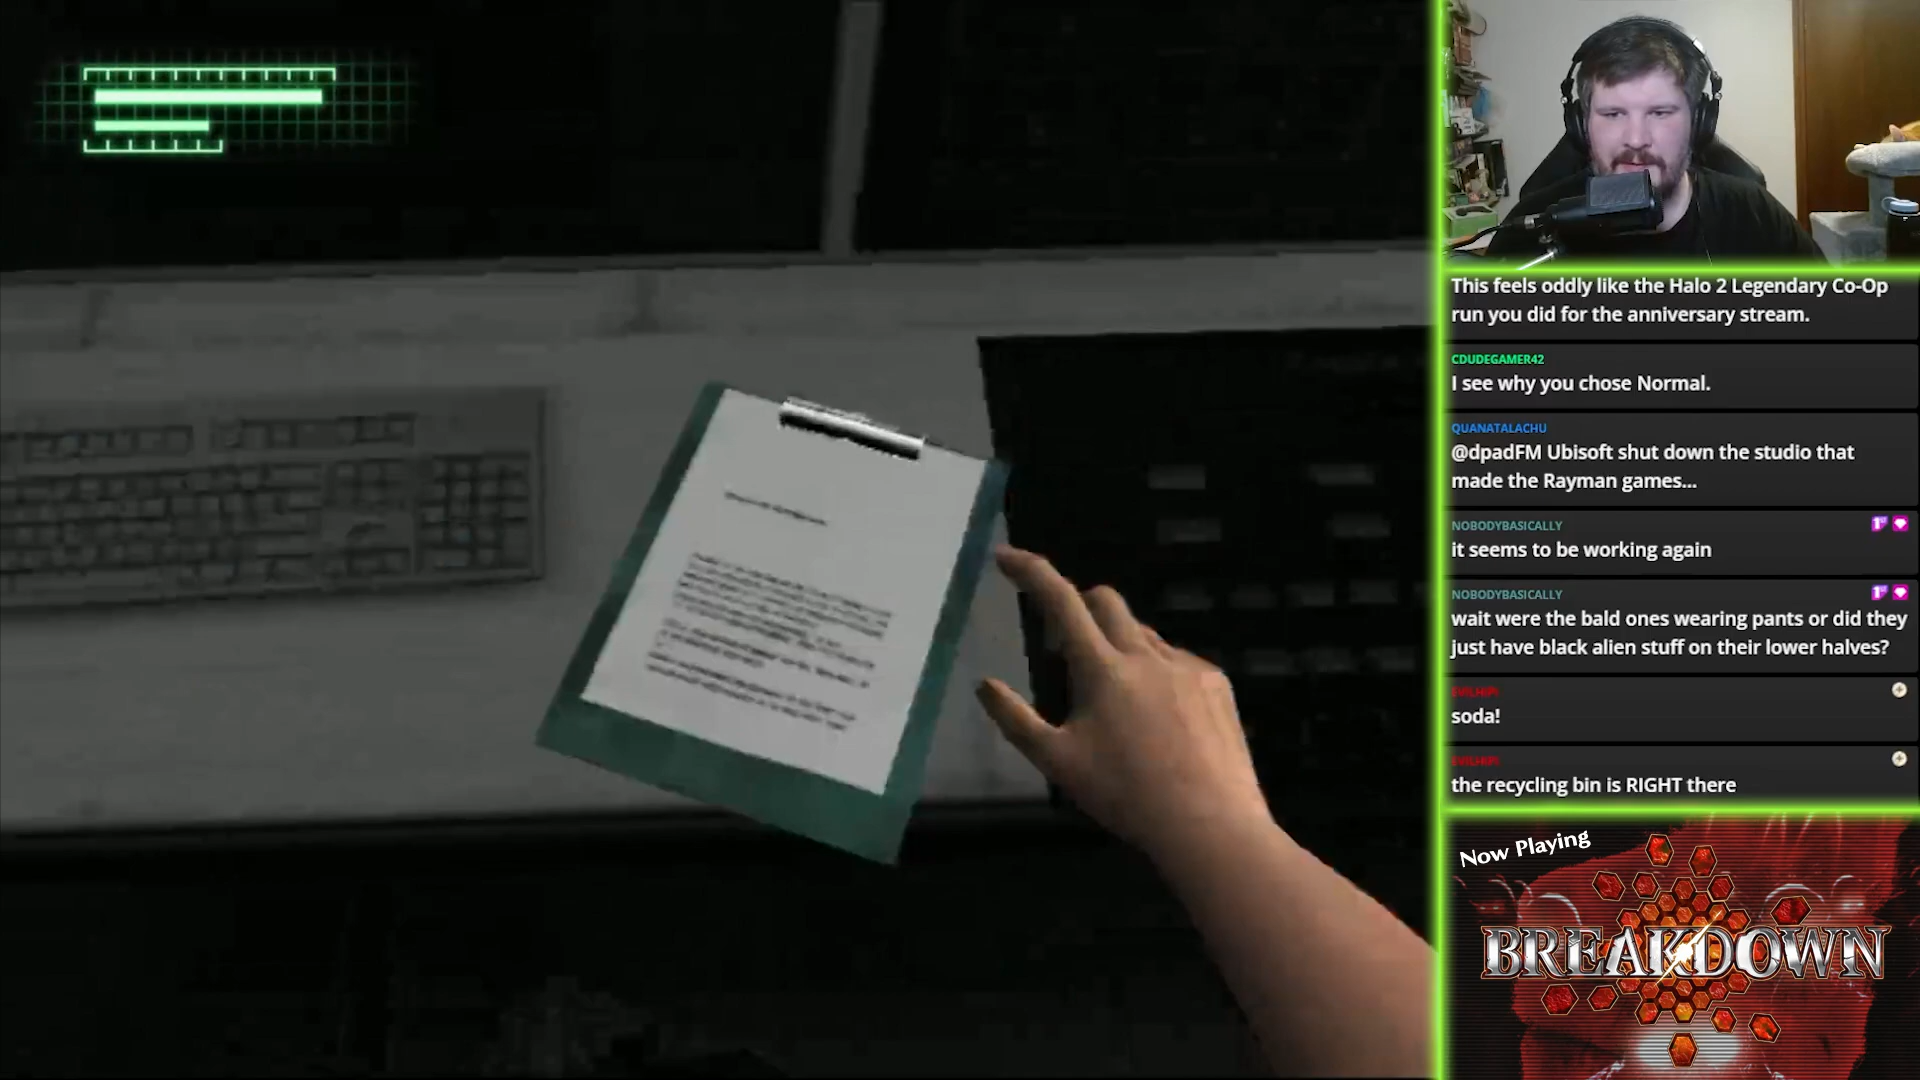 This feels oddly like the Halo 2 Legendary Co-Op
run you did for the anniversary stream.
CDUDEGAMER42
I see why you chose Normal.
QUANATALACHU
@dpadFM Ubisoft shut down the studio that
made the Rayman games...
NOBODYBASICALLY
it seems to be working again
NOBODYBASICALLY
wait were the bald ones wearing pants or did they
just have black alien stuff on their lower halves?
EVILHIPI
soda!
EVILHIPI
the recycling bin is RIGHT there
Now Playing
BREAKDOWN